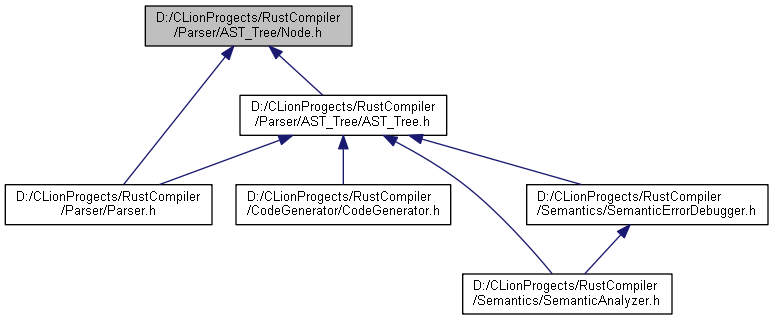 D:/CLionProgects/RustCompiler
/Parser/AST_Tree/Node.h
D:/CLionProgects/RustCompiler
/Parser/AST_Tree/AST_Tree.h
D:/CLionProgects/RustCompiler
/Parser/Parser.h
D:/CLionProgects/RustCompiler
/CodeGenerator/CodeGenerator.h
D:/CLionProgects/RustCompiler
/Semantics/SemanticErrorDebugger.h
D:/CLionProgects/RustCompiler
/Semantics/SemanticAnalyzer.h